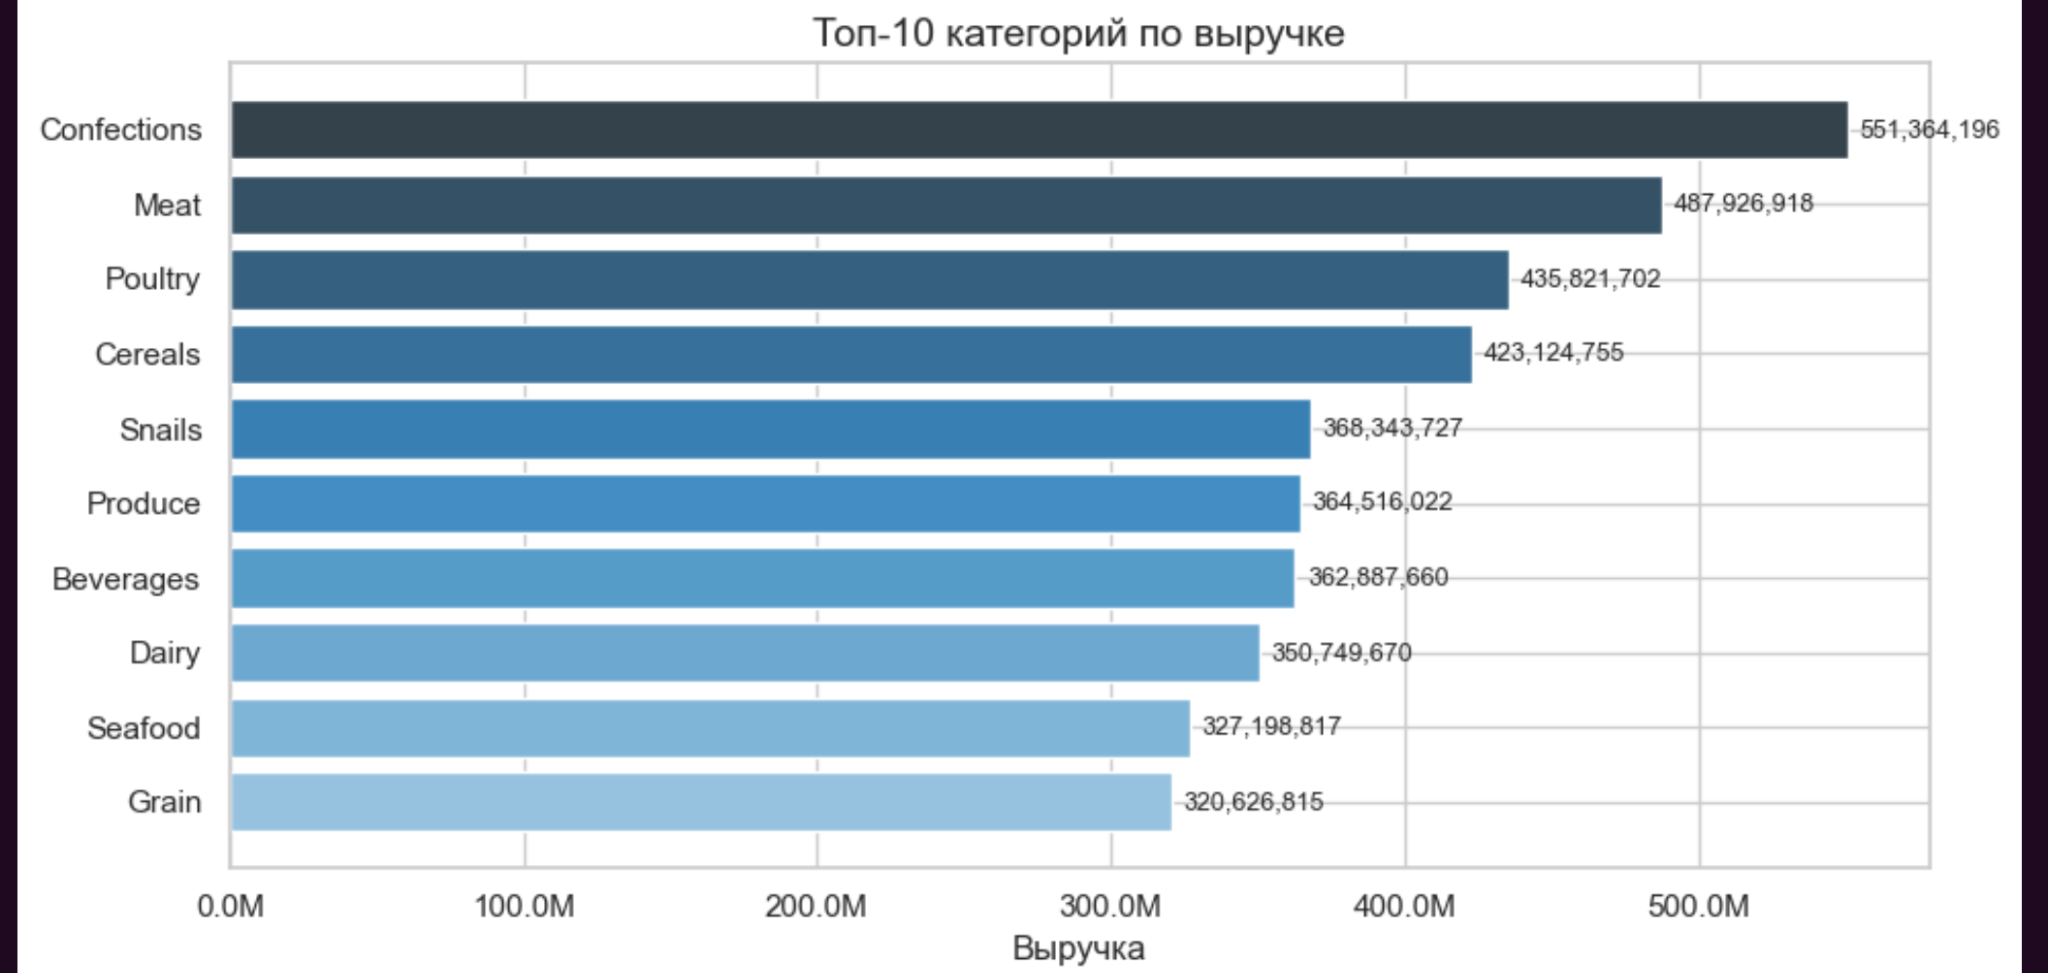 Топ-10 категорий по выручке
Confections 551,364,196
Meat 487,926,918
Poultry 435,821,702
Cereals 423,124,755
Snails 368,343,727
Produce 364,516,022
Beverages 362,887,660
Dairy 350,749,670
Seafood 327,198,817
Grain 320,626,815
0.0M 100.0M 200.0M 300.0M 400.0M 500.0M
Выручка